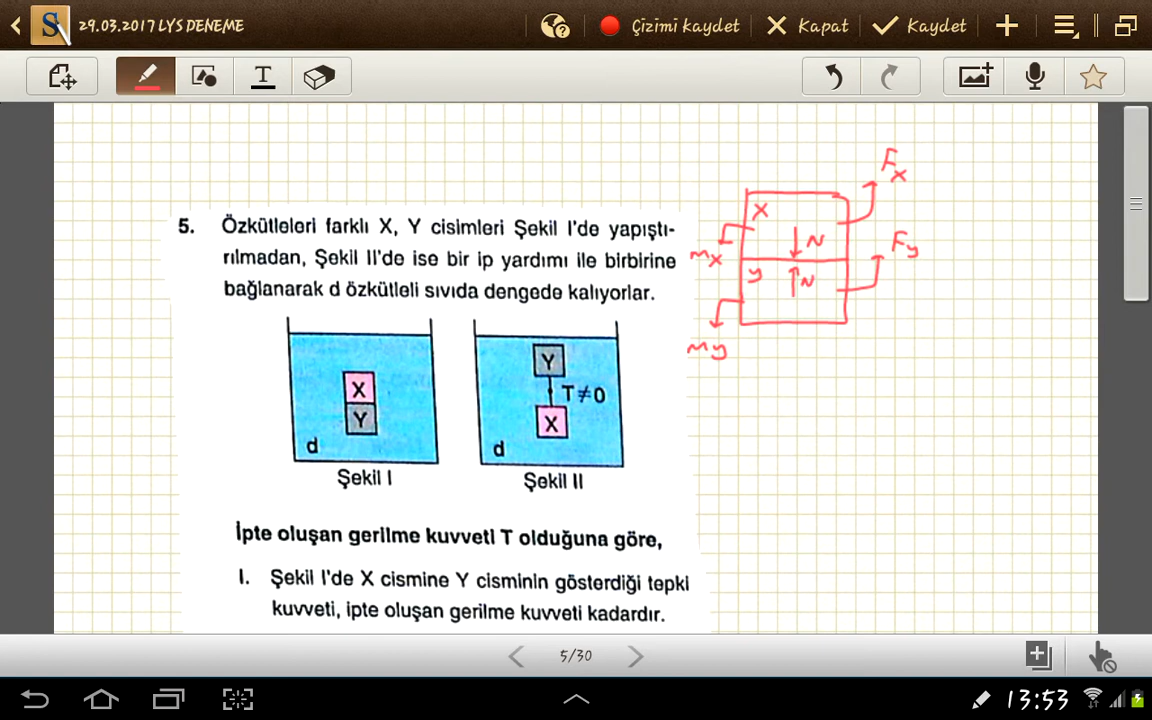 29.03.2017 LYS DENEME
Çizimi kaydet
Kapat
Kaydet
T
5. Özkütleleri farklı X, Y cisimleri Şekil I'de yapıştı-
rılmadan, Şekil II'de ise bir ip yardımı ile birbirine
bağlanarak d özkütleli sıvıda dengede kalıyorlar.
X
Y
d
Şekil I
Y
T≠0
X
d
Şekil II
Fx
X
N
mx
Fy
y
N
my
İpte oluşan gerilme kuvveti T olduğuna göre,
I. Şekil I'de X cismine Y cisminin gösterdiği tepki
kuvveti, ipte oluşan gerilme kuvveti kadardır.
5/30
13:53